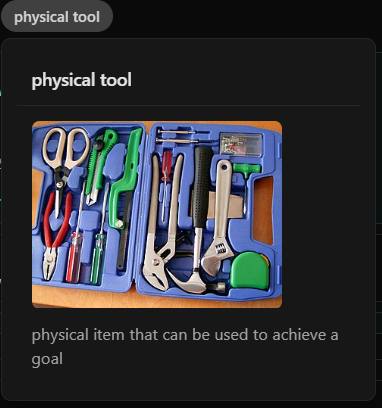 physical tool
physical tool
physical item that can be used to achieve a
goal